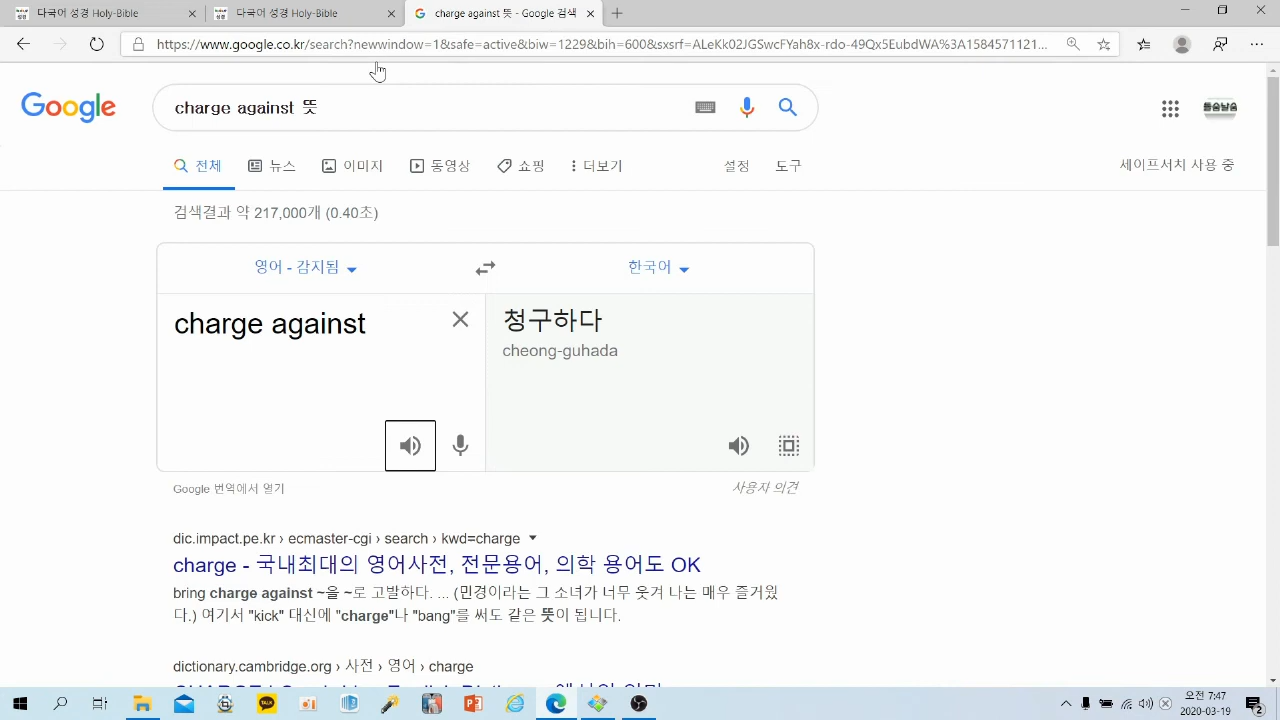 다국어 성경 Holy-Bible
다국어 성경 Holy-Bible
charge against 뜻 - Google 검색
https://www.google.co.kr/search?newwindow=1&safe=active&biw=1229&bih=600&sxsrf=ALeKk02JGSwcFYah8x-rdo-49Qx5EubdWA%3A1584571121...
Google
charge against 뜻
전체
뉴스
이미지
동영상
쇼핑
더보기
설정
도구
세이프서치 사용 중
검색결과 약 217,000개 (0.40초)
영어 - 감지됨
한국어
charge against
청구하다
cheong-guhada
Google 번역에서 열기
사용자 의견
dic.impact.pe.kr › ecmaster-cgi › search › kwd=charge
charge - 국내최대의 영어사전, 전문용어, 의학 용어도 OK
bring charge against ~을 ~로 고발하다. ... (민경이라는 그 소녀가 너무 웃겨 나는 매우 즐거웠
다.) 여기서 "kick" 대신에 "charge"나 "bang"를 써도 같은 뜻이 됩니다.
dictionary.cambridge.org › 사전 › 영어 › charge
오전 7:47
2020-03-19